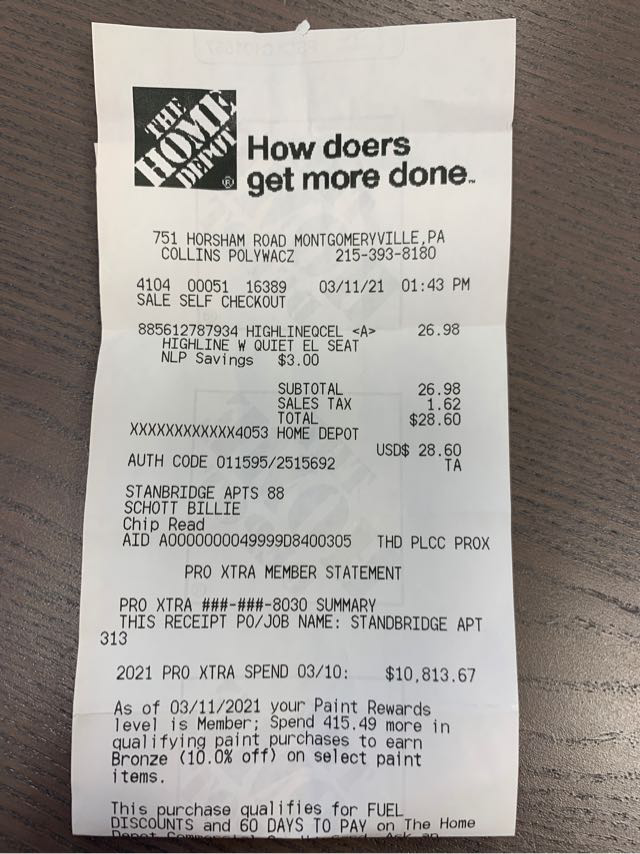 THE
HOME
DEPOT
®
How doers
get more done.™
751 HORSHAM ROAD MONTGOMERYVILLE,PA
COLLINS POLYWACZ 215-393-8180
4104 00051 16389 03/11/21 01:43 PM
SALE SELF CHECKOUT
885612787934 HIGHLINEQCEL <A> 26.98
HIGHLINE W QUIET EL SEAT
NLP Savings $3.00
SUBTOTAL 26.98
SALES TAX 1.62
TOTAL $28.60
XXXXXXXXXXXX4053 HOME DEPOT
USD$ 28.60
AUTH CODE 011595/2515692 TA
STANBRIDGE APTS 88
SCHOTT BILLIE
Chip Read
AID A0000000049999D8400305 THD PLCC PROX
PRO XTRA MEMBER STATEMENT
PRO XTRA ###-###-8030 SUMMARY
THIS RECEIPT PO/JOB NAME: STANDBRIDGE APT
313
2021 PRO XTRA SPEND 03/10: $10,813.67
As of 03/11/2021 your Paint Rewards
level is Member; Spend 415.49 more in
qualifying paint purchases to earn
Bronze (10.0% off) on select paint
items.
This purchase qualifies for FUEL
DISCOUNTS and 60 DAYS TO PAY on The Home